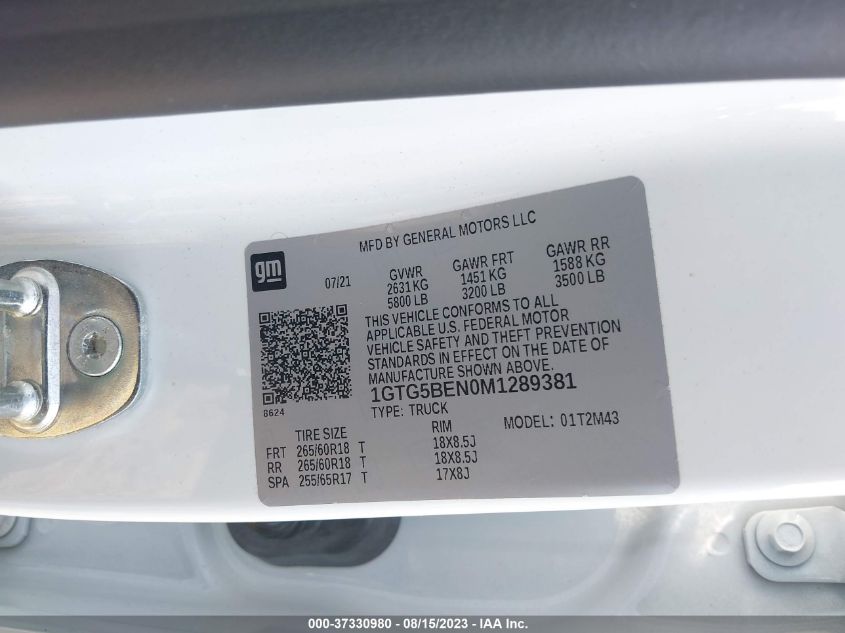 MFD BY GENERAL MOTORS LLC
gm
07/21
GVWR GAWR FRT GAWR RR
2631 KG 1451 KG 1588 KG
5800 LB 3200 LB 3500 LB
THIS VEHICLE CONFORMS TO ALL
APPLICABLE U.S. FEDERAL MOTOR
VEHICLE SAFETY AND THEFT PREVENTION
STANDARDS IN EFFECT ON THE DATE OF
MANUFACTURE SHOWN ABOVE.
1GTG5BEN0M1289381
8624
TYPE: TRUCK
MODEL: 01T2M43
TIRE SIZE RIM
FRT 265/60R18 T 18X8.5J
RR 265/60R18 T 18X8.5J
SPA 255/65R17 T 17X8J
000-37330980 - 08/15/2023 - IAA Inc.